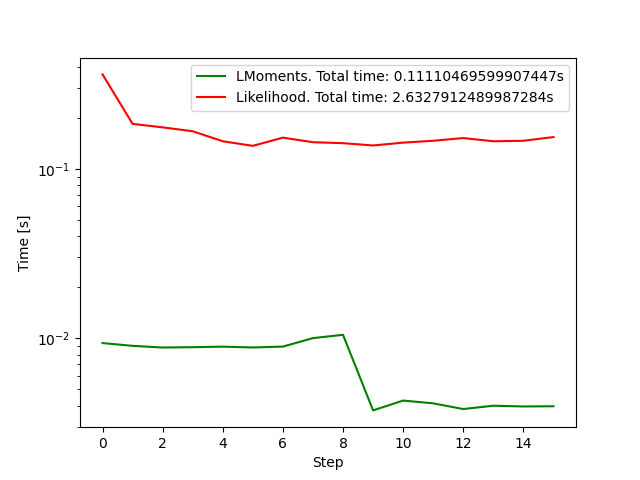 LMoments. Total time: 0.11110469599907447s
Likelihood. Total time: 2.6327912489987284s
10⁻¹
10⁻²
Time [s]
0 2 4 6 8 10 12 14
Step